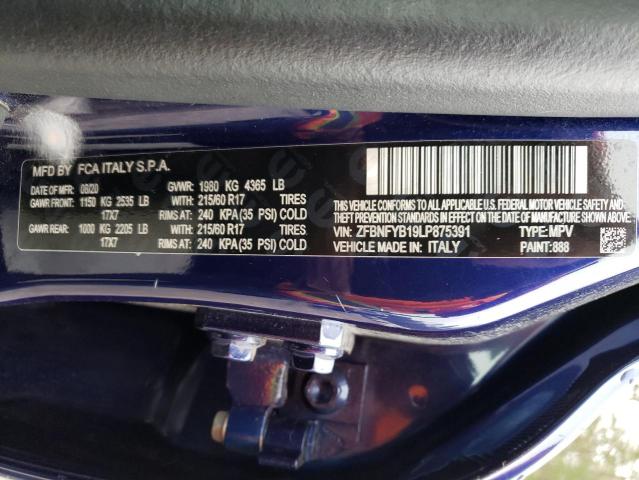 MFD BY FCA ITALY S.P.A.
DATE OF MFR: 08/20 GVWR: 1980 KG 4365 LB
GAWR FRONT: 1150 KG 2535 LB WITH: 215/60 R17 TIRES
17X7 RIMS AT: 240 KPA (35 PSI) COLD
GAWR REAR: 1000 KG 2205 LB WITH: 215/60 R17 TIRES
17X7 RIMS AT: 240 KPA (35 PSI) COLD
THIS VEHICLE CONFORMS TO ALL APPLICABLE U.S. FEDERAL MOTOR VEHICLE SAFETY AND
THEFT PREVENTION STANDARDS IN EFFECT ON THE DATE OF MANUFACTURE SHOWN ABOVE
VIN: ZFBNFYB19LP875391 TYPE: MPV
VEHICLE MADE IN: ITALY PAINT: 888